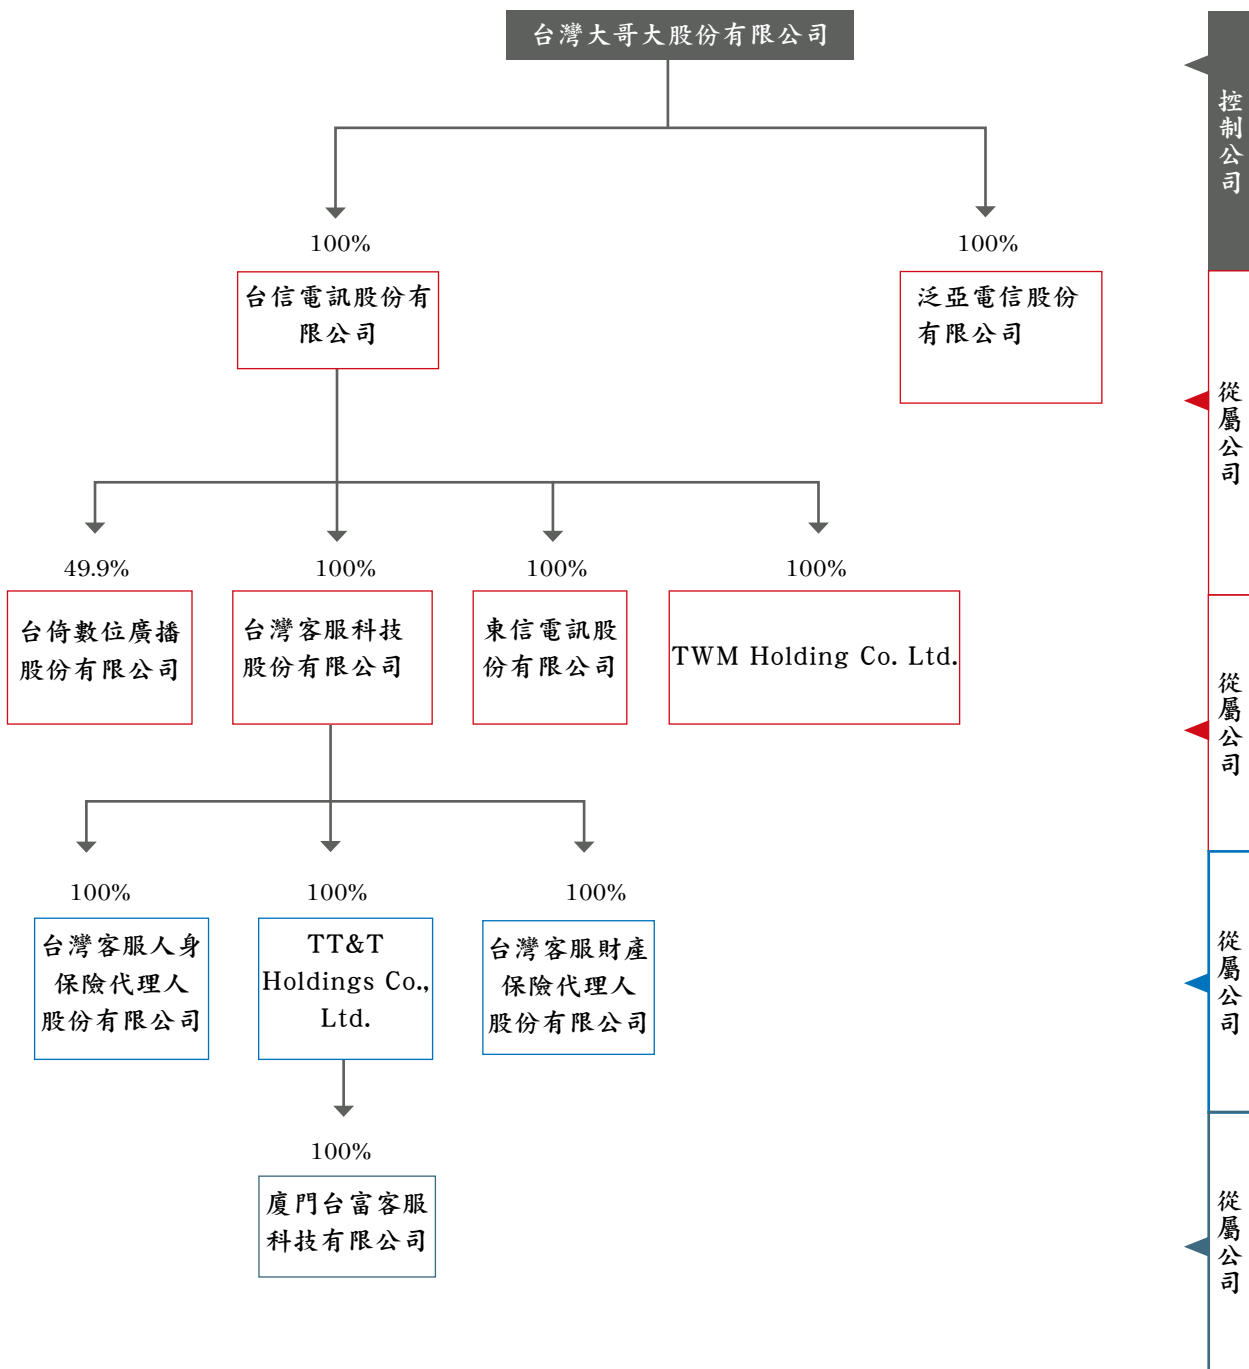 台灣大哥大股份有限公司
控制公司
100%
100%
台信電訊股份有
限公司
泛亞電信股份
有限公司
從屬公司
49.9%
100%
100%
100%
台倚數位廣播
股份有限公司
台灣客服科技
股份有限公司
東信電訊股
份有限公司
TWM Holding Co. Ltd.
從屬公司
100%
100%
100%
台灣客服人身
保險代理人
股份有限公司
TT&T
Holdings Co.,
Ltd.
台灣客服財產
保險代理人
股份有限公司
從屬公司
100%
廈門台富客服
科技有限公司
從屬公司